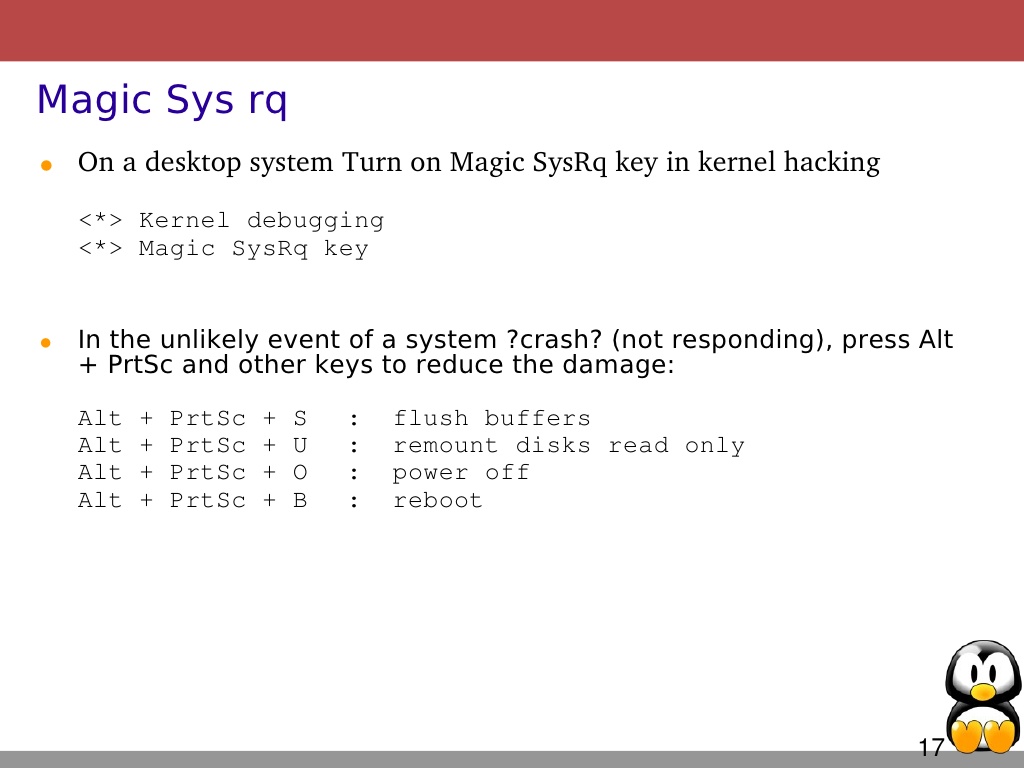 Magic Sys rq
• On a desktop system Turn on Magic SysRq key in kernel hacking
<*> Kernel debugging
<*> Magic SysRq key
• In the unlikely event of a system ?crash? (not responding), press Alt
+ PrtSc and other keys to reduce the damage:
Alt + PrtSc + S : flush buffers
Alt + PrtSc + U : remount disks read only
Alt + PrtSc + O : power off
Alt + PrtSc + B : reboot
17